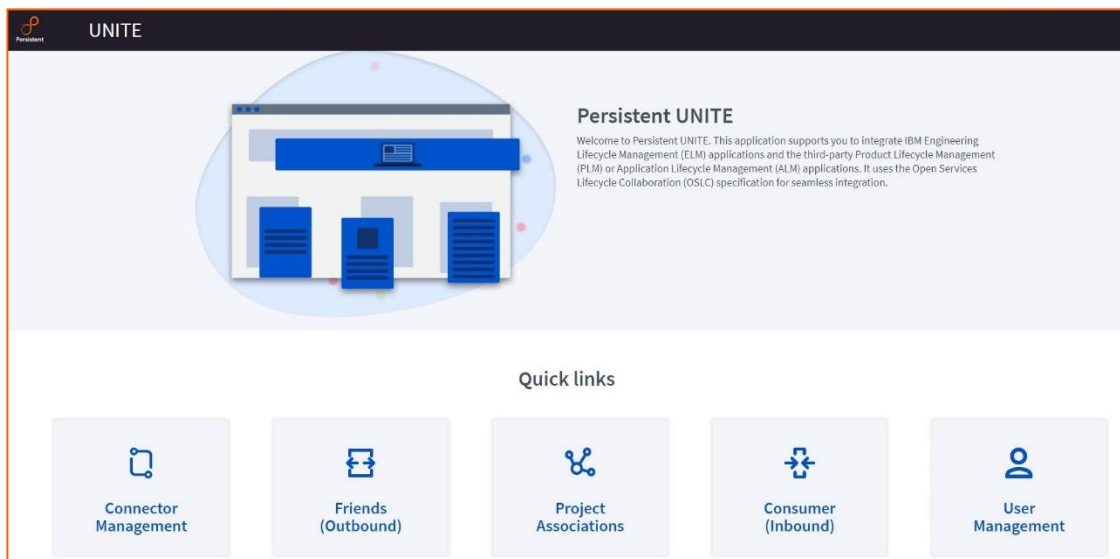 Persistent
UNITE
Persistent UNITE
Welcome to Persistent UNITE. This application supports you to integrate IBM Engineering
Lifecycle Management (ELM) applications and the third-party Product Lifecycle Management
(PLM) or Application Lifecycle Management (ALM) applications. It uses the Open Services
Lifecycle Collaboration (OSLC) specification for seamless integration.
Quick links
Connector
Management
Friends
(Outbound)
Project
Associations
Consumer
(Inbound)
User
Management